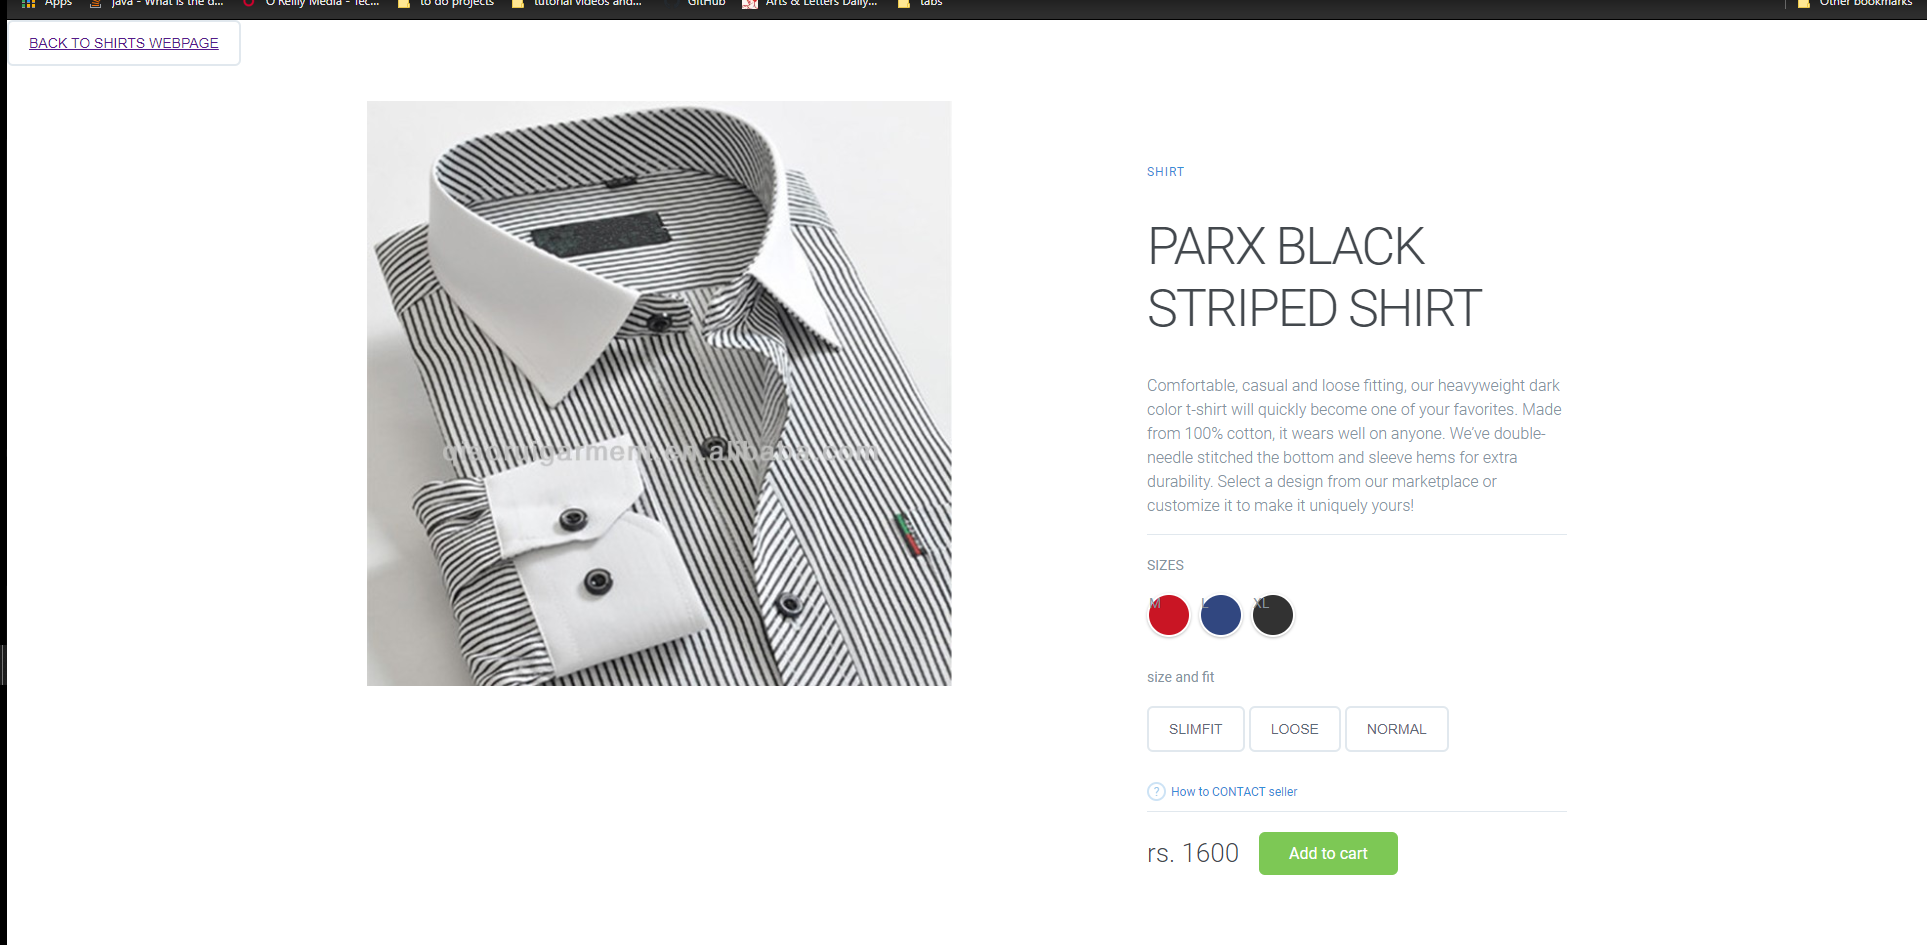 Apps
java - What is the d...
O'Reilly Media - Tec...
to do projects
tutorial videos and...
GitHub
Arts & Letters Daily...
tabs
Other bookmarks
BACK TO SHIRTS WEBPAGE
SHIRT
PARX BLACK
STRIPED SHIRT
Comfortable, casual and loose fitting, our heavyweight dark
color t-shirt will quickly become one of your favorites. Made
from 100% cotton, it wears well on anyone. We've double-
needle stitched the bottom and sleeve hems for extra
durability. Select a design from our marketplace or
customize it to make it uniquely yours!
SIZES
M
L
XL
size and fit
SLIMFIT
LOOSE
NORMAL
? How to CONTACT seller
rs. 1600
Add to cart